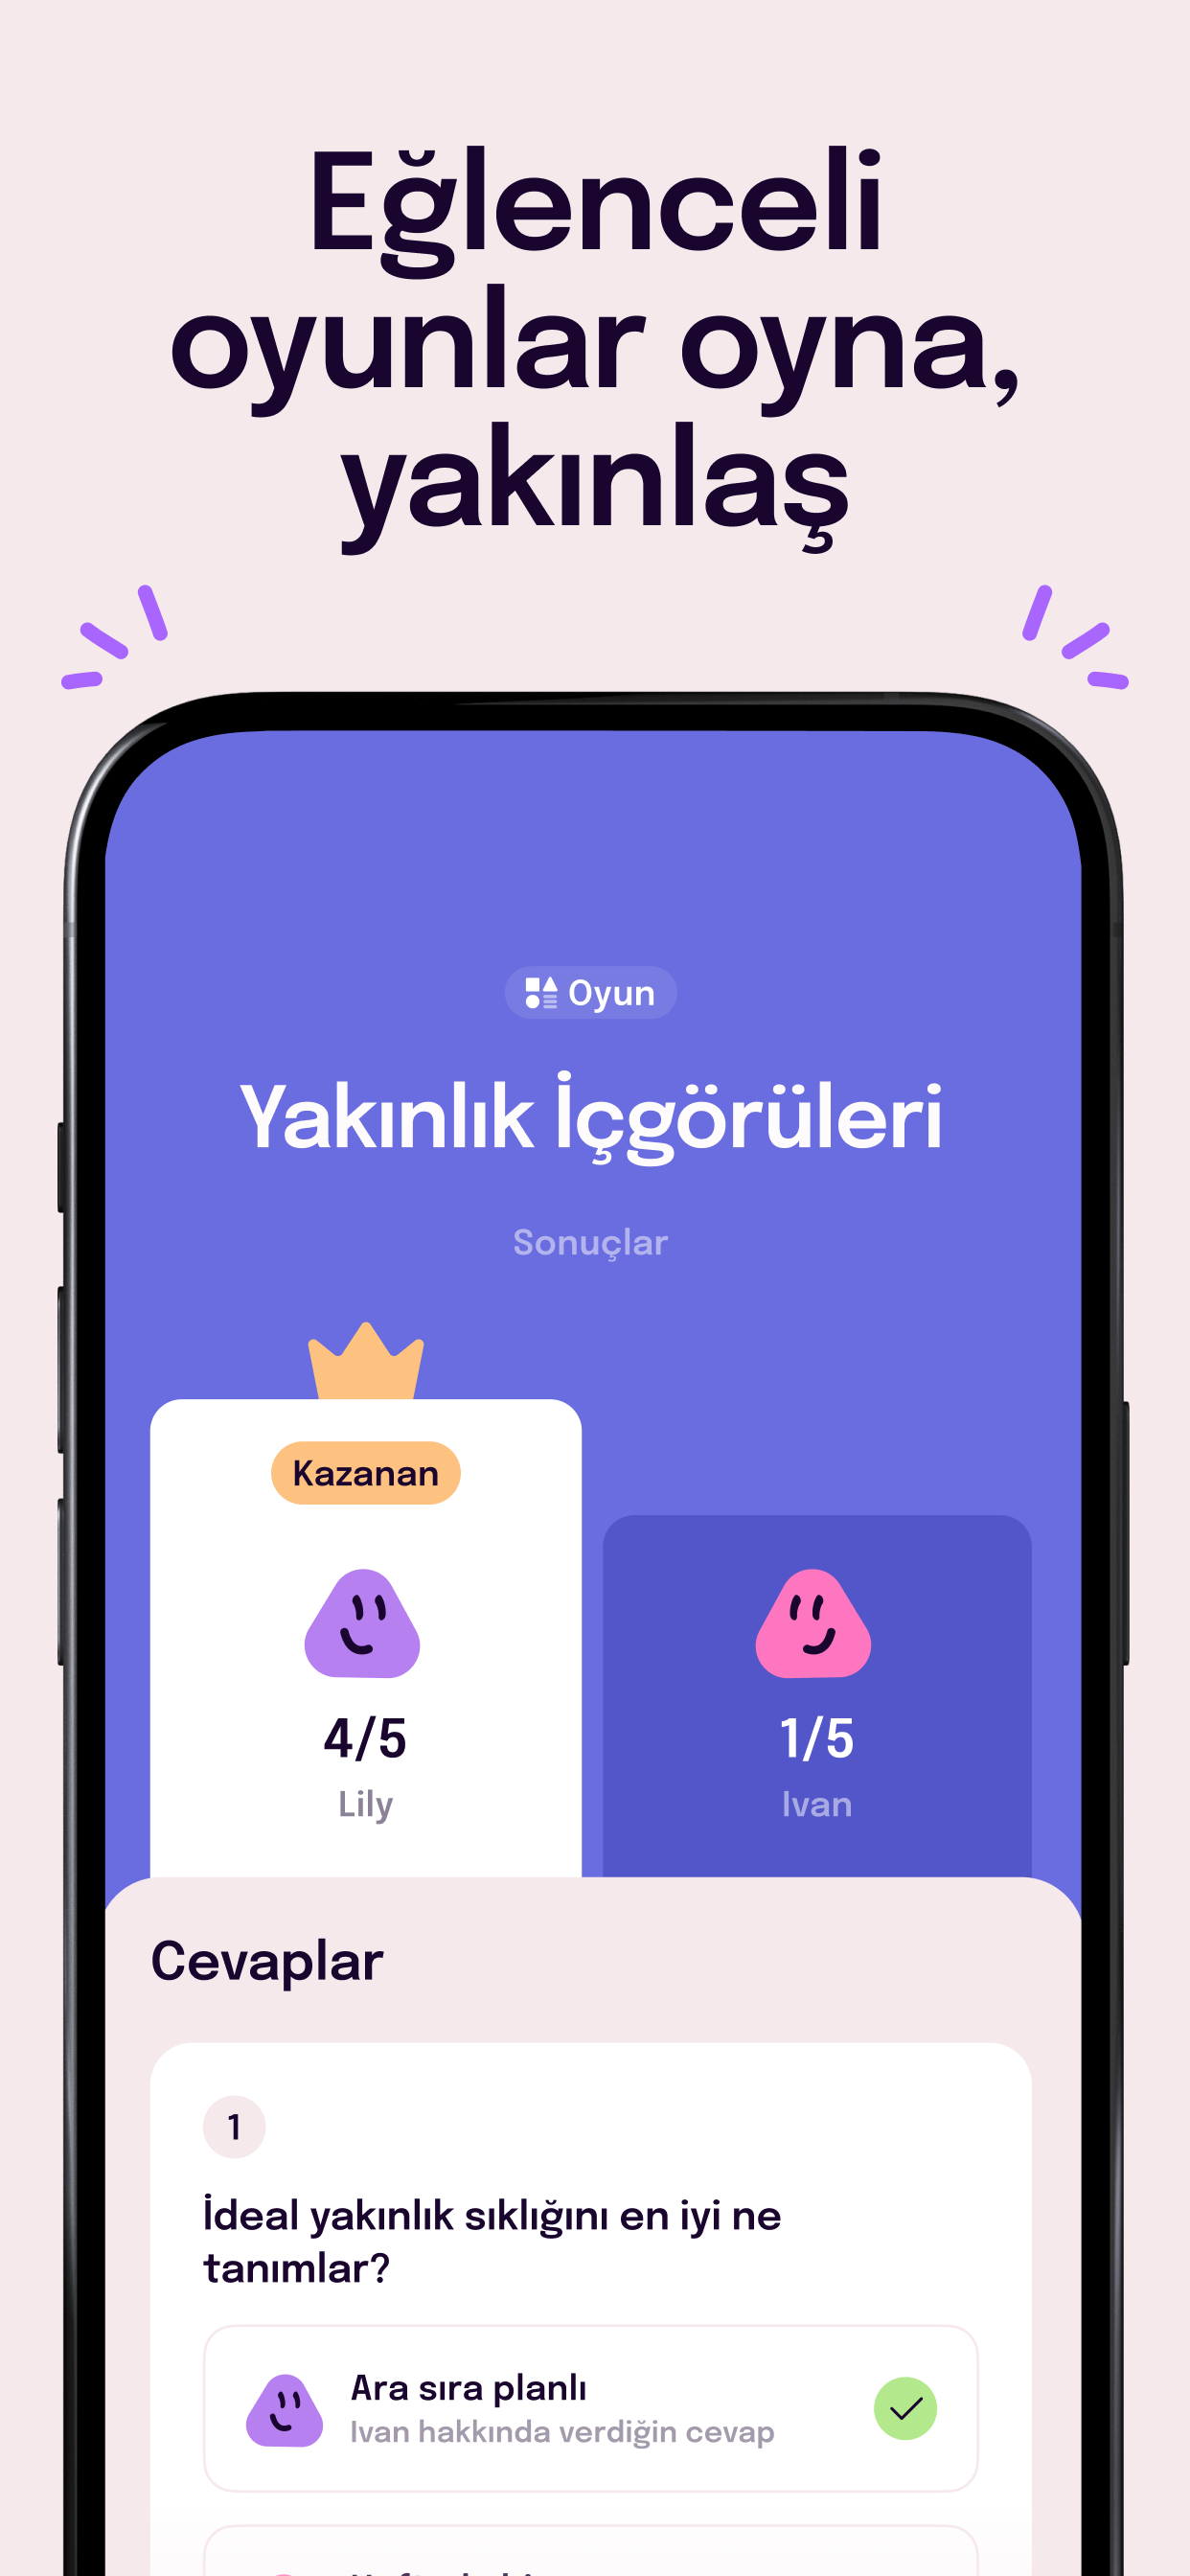 Eğlenceli
oyunlar oyna,
yakınlaş
Oyun
Yakınlık İçgörüleri
Sonuçlar
Kazanan
4/5
Lily
1/5
Ivan
Cevaplar
1
İdeal yakınlık sıklığını en iyi ne
tanımlar?
Ara sıra planlı
Ivan hakkında verdiğin cevap